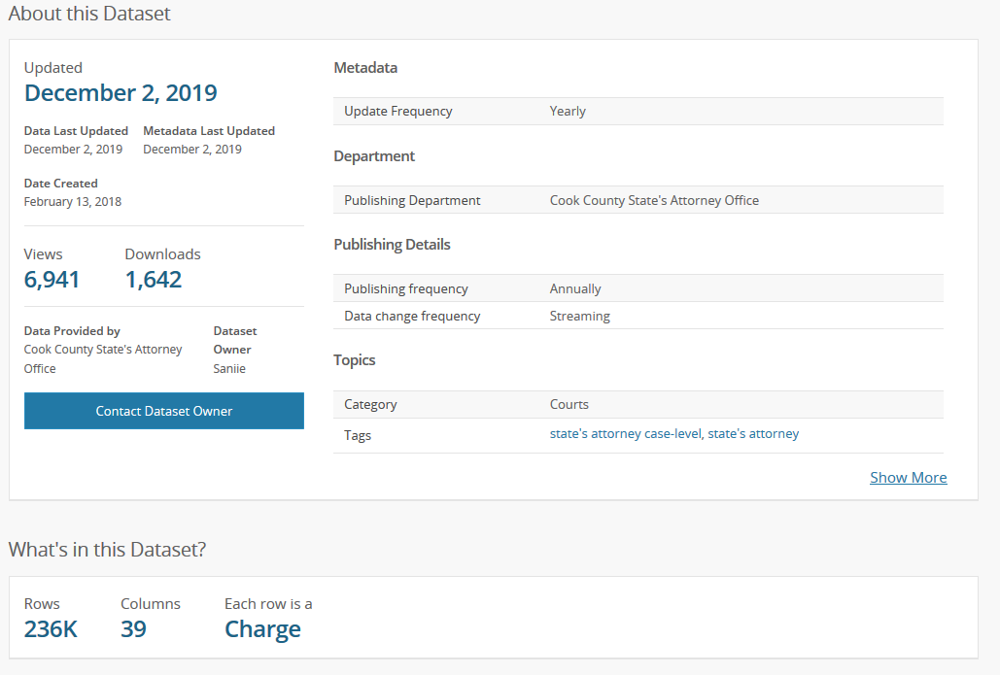 About this Dataset
Updated
December 2, 2019
Data Last Updated
December 2, 2019
Metadata Last Updated
December 2, 2019
Date Created
February 13, 2018
Views
6,941
Downloads
1,642
Data Provided by
Cook County State's Attorney
Office
Dataset
Owner
Saniie
Contact Dataset Owner
Metadata
Update Frequency Yearly
Department
Publishing Department Cook County State's Attorney Office
Publishing Details
Publishing frequency Annually
Data change frequency Streaming
Topics
Category Courts
Tags state's attorney case-level, state's attorney
Show More
What's in this Dataset?
Rows
236K
Columns
39
Each row is a
Charge